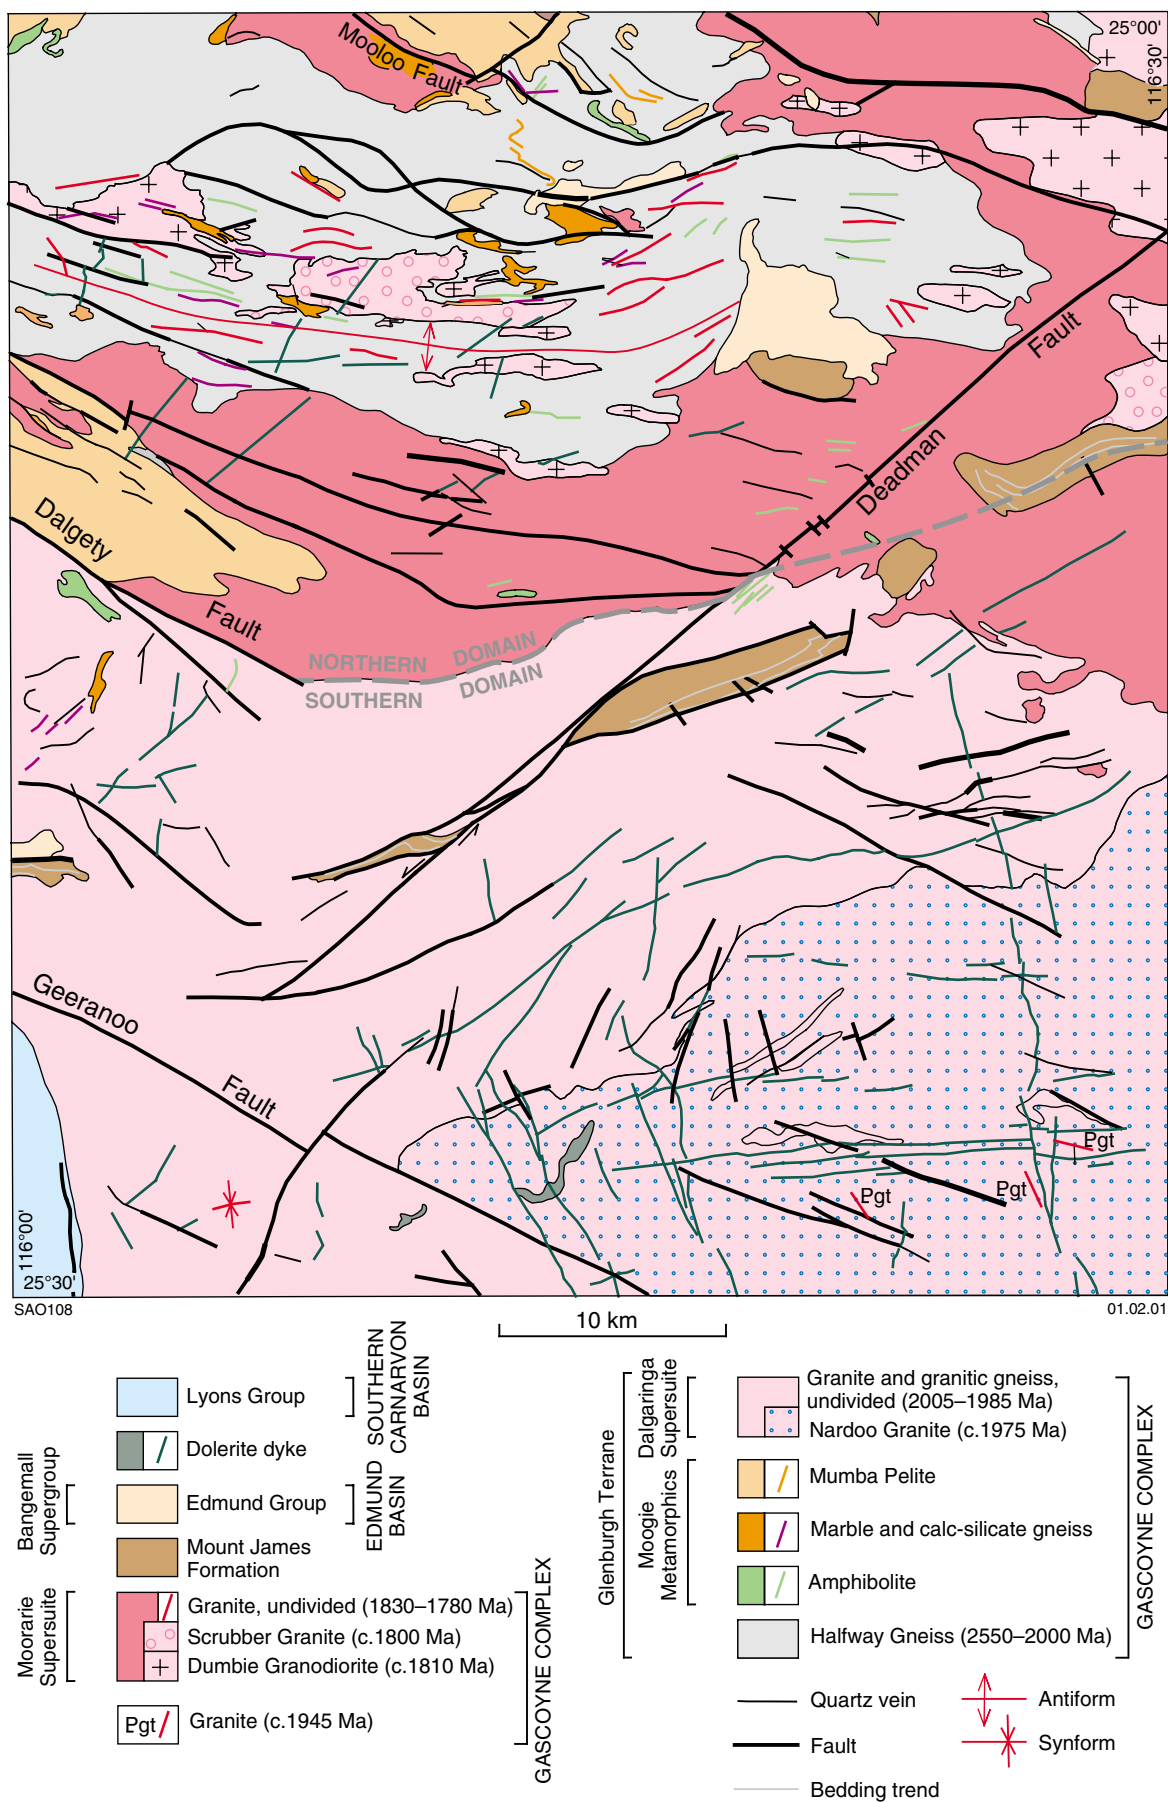 25°00'
116°30'
Mooloo Fault
Fault
Deadman
Dalgety
Fault
NORTHERN DOMAIN
SOUTHERN DOMAIN
Geeranoo
Fault
Pgt
Pgt
Pgt
116°00'
25°30'
SAO108
01.02.01
10 km
Lyons Group
SOUTHERN
CARNARVON
BASIN
Dolerite dyke
Bangemall
Supergroup
Edmund Group
EDMUND
BASIN
Mount James
Formation
Moorarie
Supersuite
Granite, undivided (1830–1780 Ma)
Scrubber Granite (c.1800 Ma)
Dumbie Granodiorite (c.1810 Ma)
Pgt
Granite (c.1945 Ma)
GASCOYNE COMPLEX
Glenburgh Terrane
Dalgaringa
Supersuite
Granite and granitic gneiss,
undivided (2005–1985 Ma)
Nardoo Granite (c.1975 Ma)
Moogie
Metamorphics
Mumba Pelite
Marble and calc-silicate gneiss
Amphibolite
Halfway Gneiss (2550–2000 Ma)
GASCOYNE COMPLEX
Quartz vein
Antiform
Fault
Synform
Bedding trend